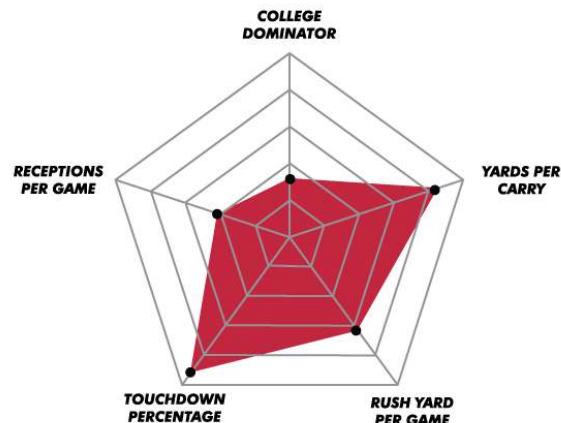 COLLEGE
DOMINATOR
RECEPTIONS
PER GAME
YARDS PER
CARRY
TOUCHDOWN
PERCENTAGE
RUSH YARD
PER GAME